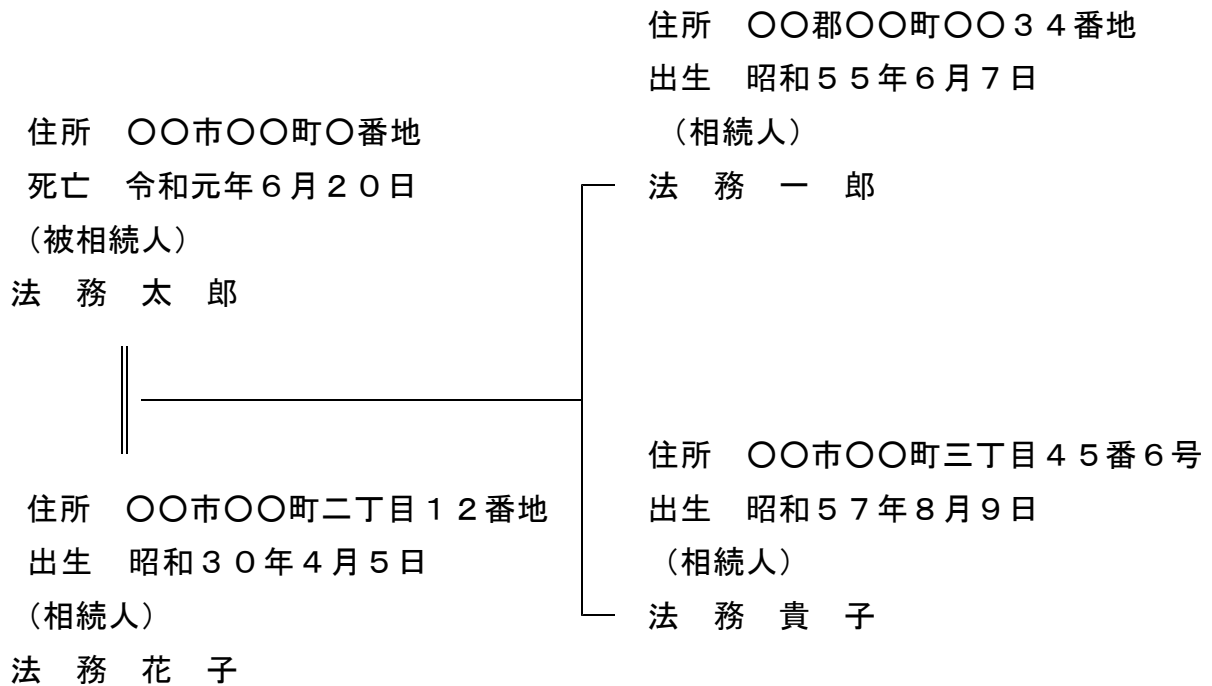 住所　〇〇郡〇〇町〇〇３４番地
出生　昭和５５年６月７日
（相続人）
法　務　一　郎
住所　〇〇市〇〇町〇番地
死亡　令和元年６月２０日
（被相続人）
法　務　太　郎
住所　〇〇市〇〇町二丁目１２番地
出生　昭和３０年４月５日
（相続人）
法　務　花　子
住所　〇〇市〇〇町三丁目４５番６号
出生　昭和５７年８月９日
（相続人）
法　務　貴　子